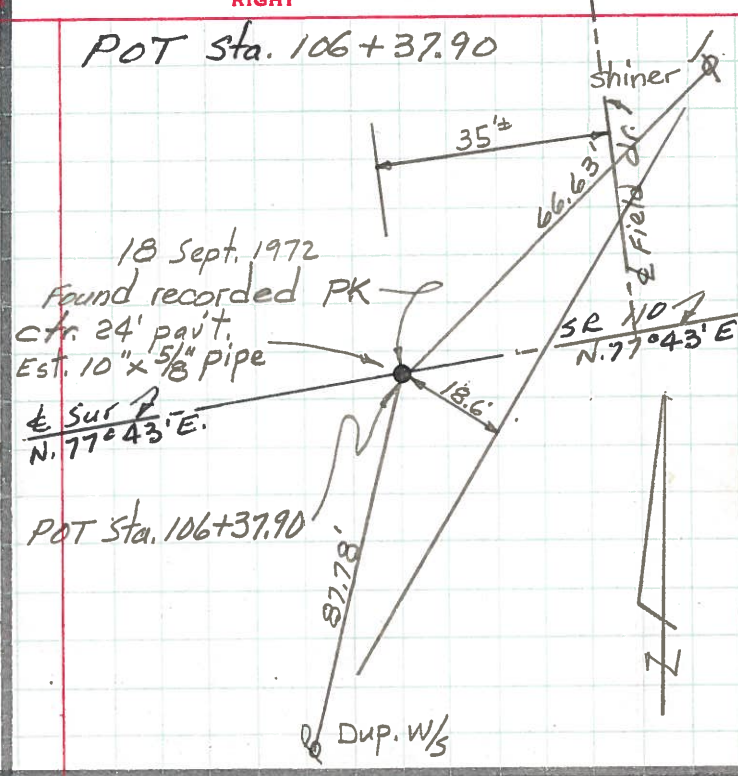 RIGHT
POT Sta. 106+37.90
shiner
35'±
66.63'
℄ Field dr.
18 Sept. 1972
Found recorded PK
ctr. 24' pav't.
Est. 10" x 5/8" pipe
SR 110
N.77°43'E
18.6'
℄ Sur
N.77°43'E.
POT Sta. 106+37.90
87.78'
Dup. W/s
N